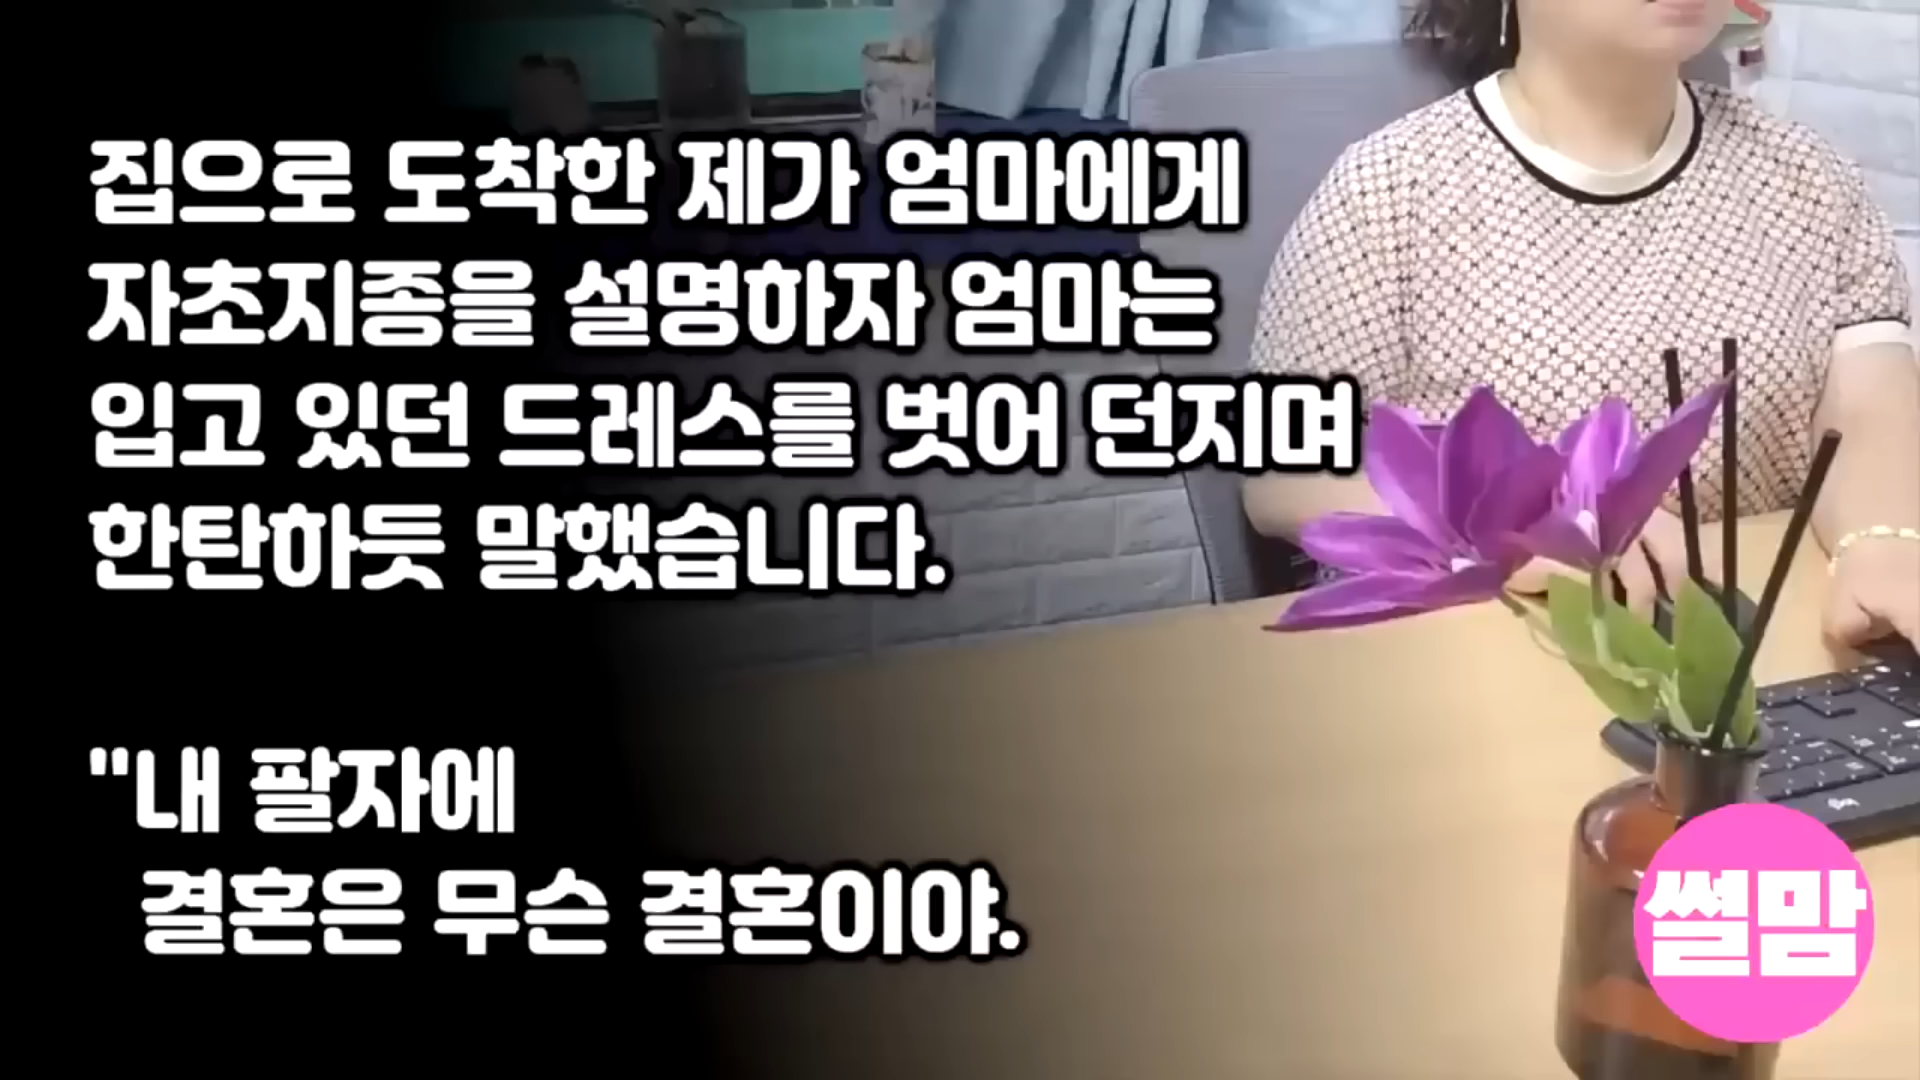 집으로 도착한 제가 엄마에게
자초지종을 설명하자 엄마는
입고 있던 드레스를 벗어 던지며
한탄하듯 말했습니다.
"내 팔자에
결혼은 무슨 결혼이야.
썰맘